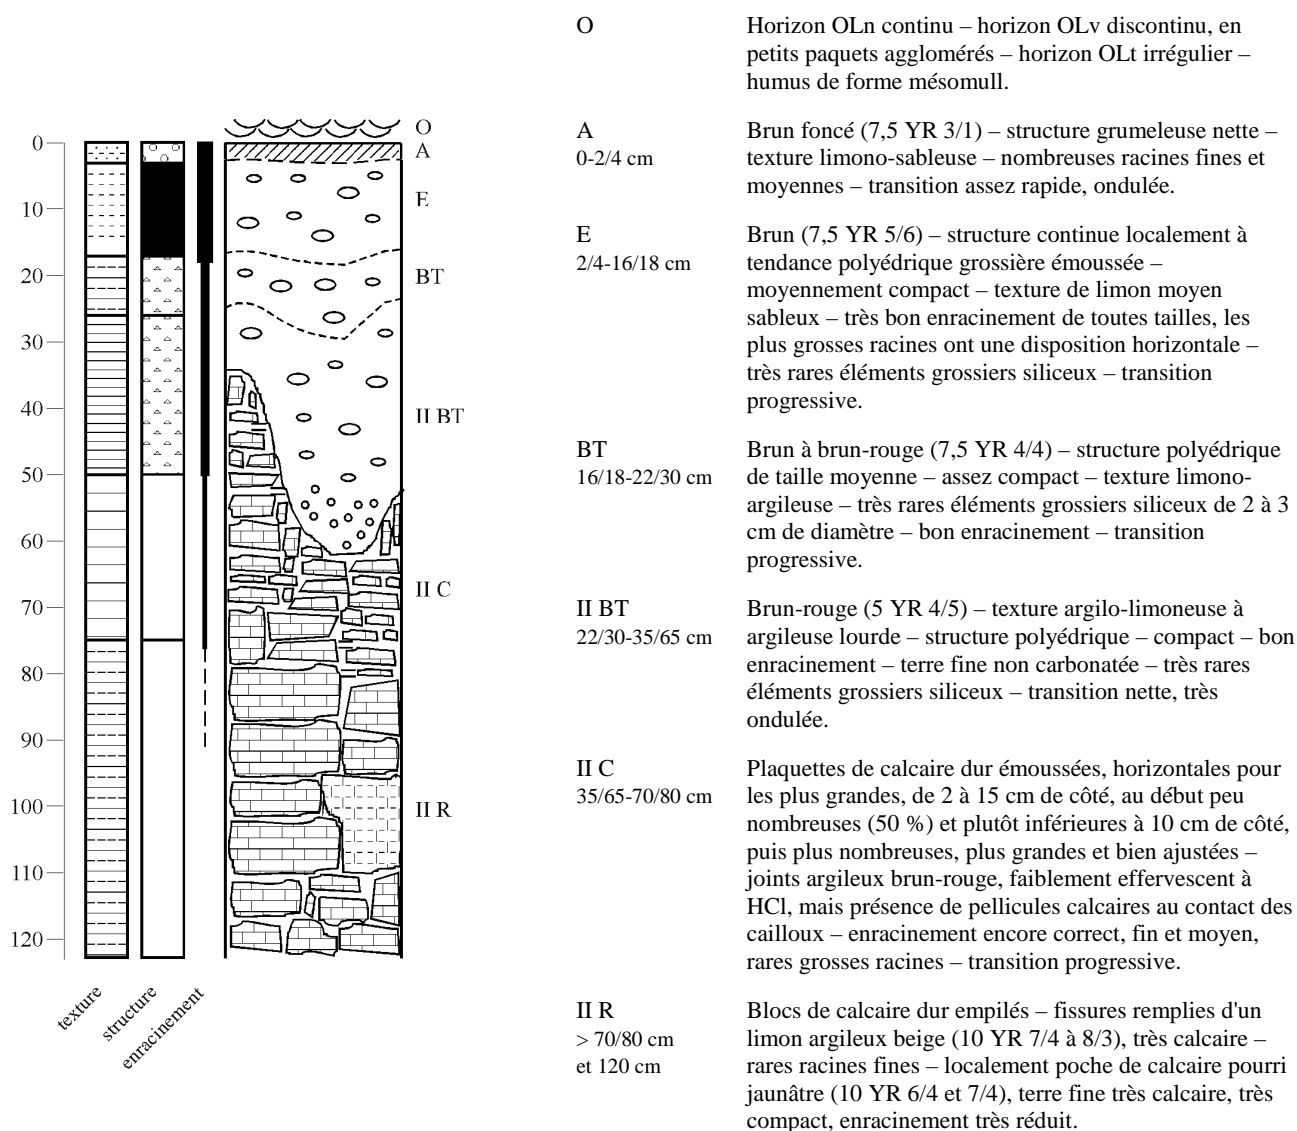 O
A
E
BT
II BT
II C
II R
0
10
20
30
40
50
60
70
80
90
100
110
120
texture
structure
enracinement
O
Horizon OLn continu – horizon OLv discontinu, en
petits paquets agglomérés – horizon OLt irrégulier –
humus de forme mésomull.
A
0-2/4 cm
Brun foncé (7,5 YR 3/1) – structure grumeleuse nette –
texture limono-sableuse – nombreuses racines fines et
moyennes – transition assez rapide, ondulée.
E
2/4-16/18 cm
Brun (7,5 YR 5/6) – structure continue localement à
tendance polyédrique grossière émoussée –
moyennement compact – texture de limon moyen
sableux – très bon enracinement de toutes tailles, les
plus grosses racines ont une disposition horizontale –
très rares éléments grossiers siliceux – transition
progressive.
BT
16/18-22/30 cm
Brun à brun-rouge (7,5 YR 4/4) – structure polyédrique
de taille moyenne – assez compact – texture limono-
argileuse – très rares éléments grossiers siliceux de 2 à 3
cm de diamètre – bon enracinement – transition
progressive.
II BT
22/30-35/65 cm
Brun-rouge (5 YR 4/5) – texture argilo-limoneuse à
argileuse lourde – structure polyédrique – compact – bon
enracinement – terre fine non carbonatée – très rares
éléments grossiers siliceux – transition nette, très
ondulée.
II C
35/65-70/80 cm
Plaquettes de calcaire dur émoussées, horizontales pour
les plus grandes, de 2 à 15 cm de côté, au début peu
nombreuses (50 %) et plutôt inférieures à 10 cm de côté,
puis plus nombreuses, plus grandes et bien ajustées –
joints argileux brun-rouge, faiblement effervescent à
HCl, mais présence de pellicules calcaires au contact des
cailloux – enracinement encore correct, fin et moyen,
rares grosses racines – transition progressive.
II R
> 70/80 cm
et 120 cm
Blocs de calcaire dur empilés – fissures remplies d'un
limon argileux beige (10 YR 7/4 à 8/3), très calcaire –
rares racines fines – localement poche de calcaire pourri
jaunâtre (10 YR 6/4 et 7/4), terre fine très calcaire, très
compact, enracinement très réduit.